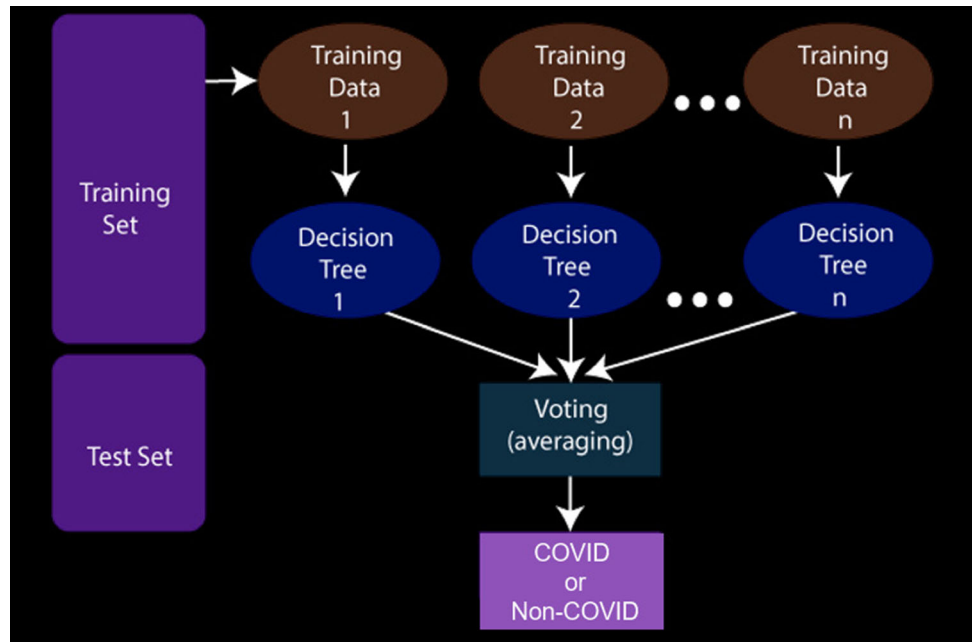 Training
Set
Test Set
Training
Data
1
Training
Data
2
Training
Data
n
Decision
Tree
1
Decision
Tree
2
Decision
Tree
n
Voting
(averaging)
COVID
or
Non-COVID